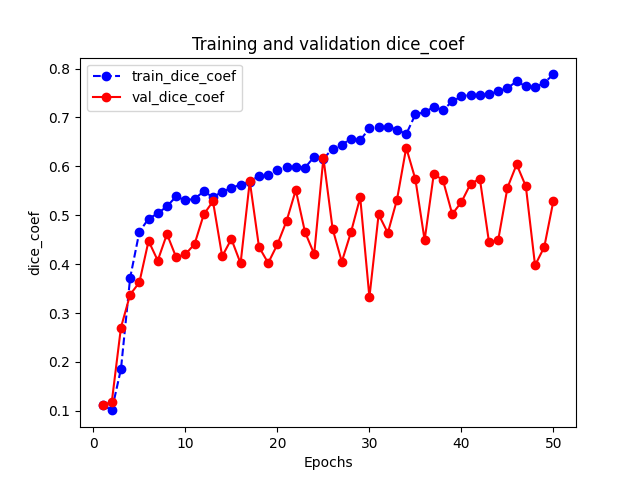 Training and validation dice_coef
train_dice_coef
val_dice_coef
dice_coef
0.8
0.7
0.6
0.5
0.4
0.3
0.2
0.1
0 10 20 30 40 50
Epochs